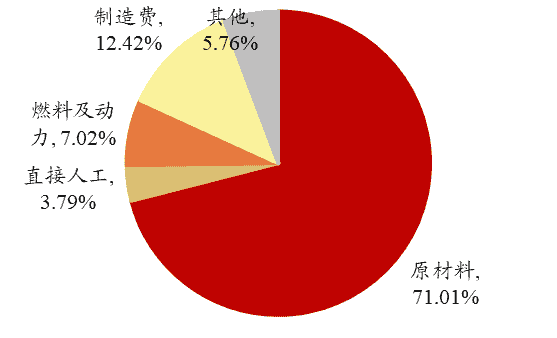 制造费,
12.42%
其他,
5.76%
燃料及动
力, 7.02%
直接人工,
3.79%
原材料,
71.01%